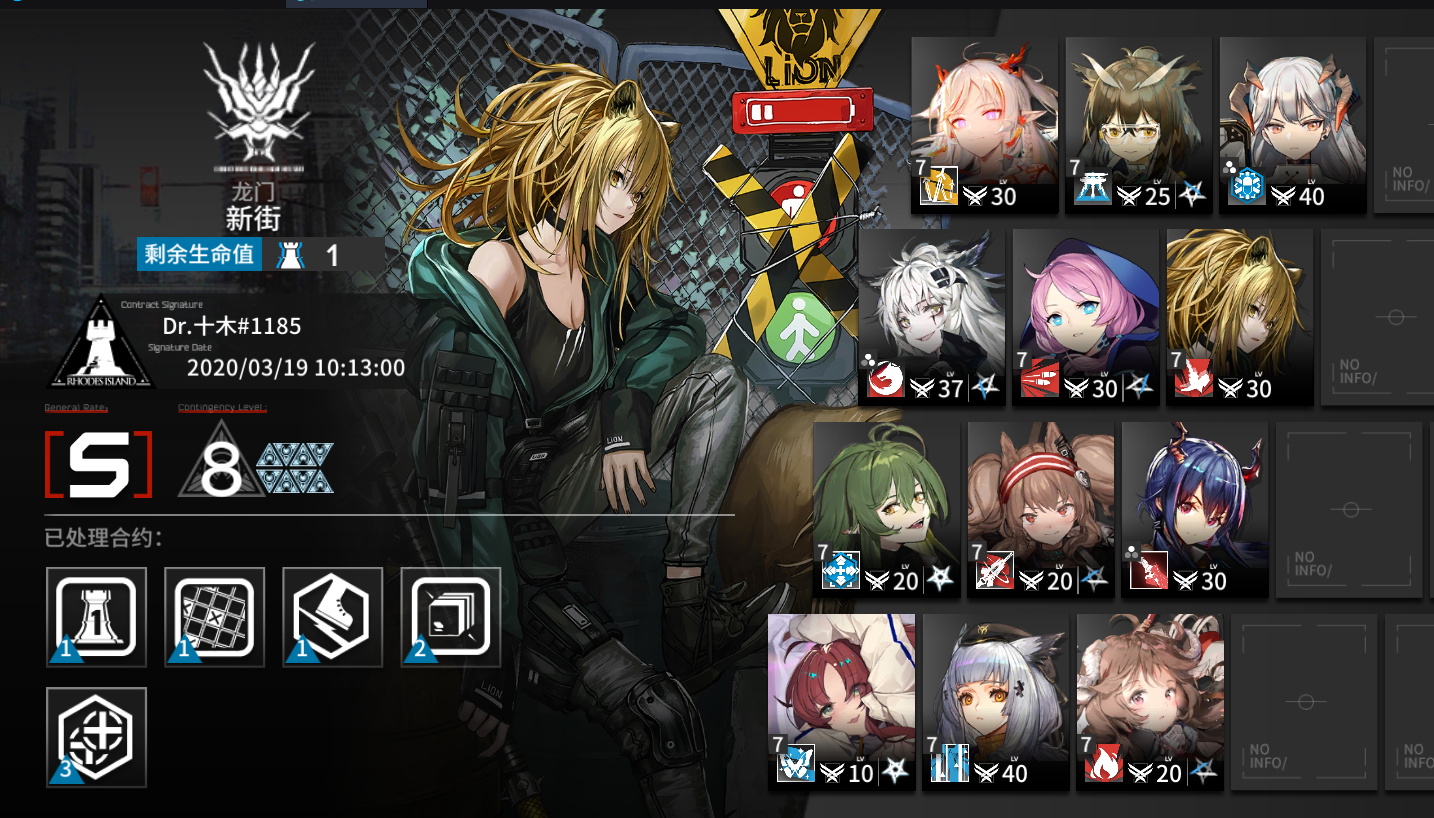 LiON
龙门
新街
剩余生命值 1
Contract Signature
Dr.十木#1185
Signature Date
2020/03/19 10:13:00
RHODES ISLAND
General Rate:
Contingency Level:
[S]
8
已处理合约:
1
1
1
1
2
3
7 LV 30
7 LV 25
LV 40
NO INFO/
LV 37
7 LV 30
7 LV 30
NO
INFO/
7 LV 20
7 LV 20
LV 30
NO
INFO/
7 LV 10
7 LV 40
7 LV 20
NO
INFO/
NO
INFO
LiON
LiON
LiON